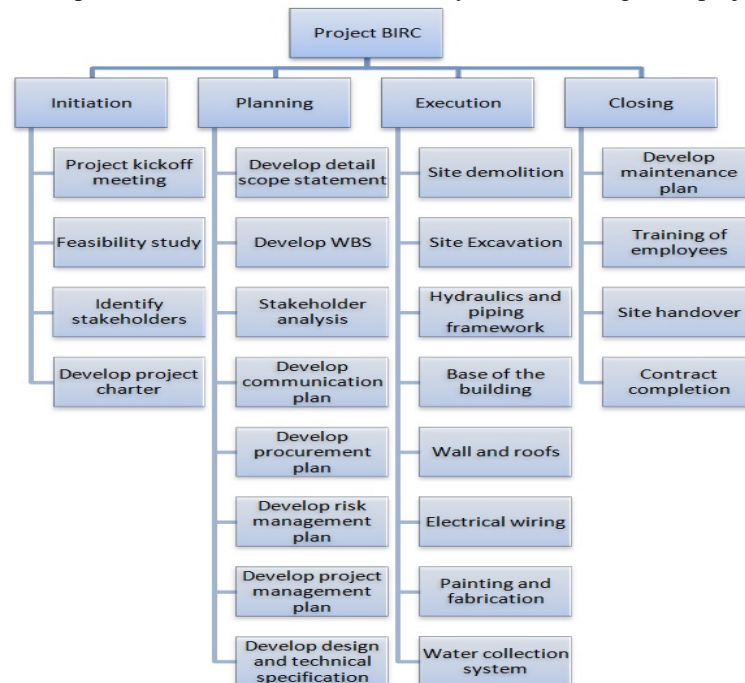 Project BIRC
Initiation
Project kickoff
meeting
Feasibility study
Identify
stakeholders
Develop project
charter
Planning
Develop detail
scope statement
Develop WBS
Stakeholder
analysis
Develop
communication
plan
Develop
procurement
plan
Develop risk
management
plan
Develop project
management
plan
Develop design
and technical
specification
Execution
Site demolition
Site Excavation
Hydraulics and
piping
framework
Base of the
building
Wall and roofs
Electrical wiring
Painting and
fabrication
Water collection
system
Closing
Develop
maintenance
plan
Training of
employees
Site handover
Contract
completion